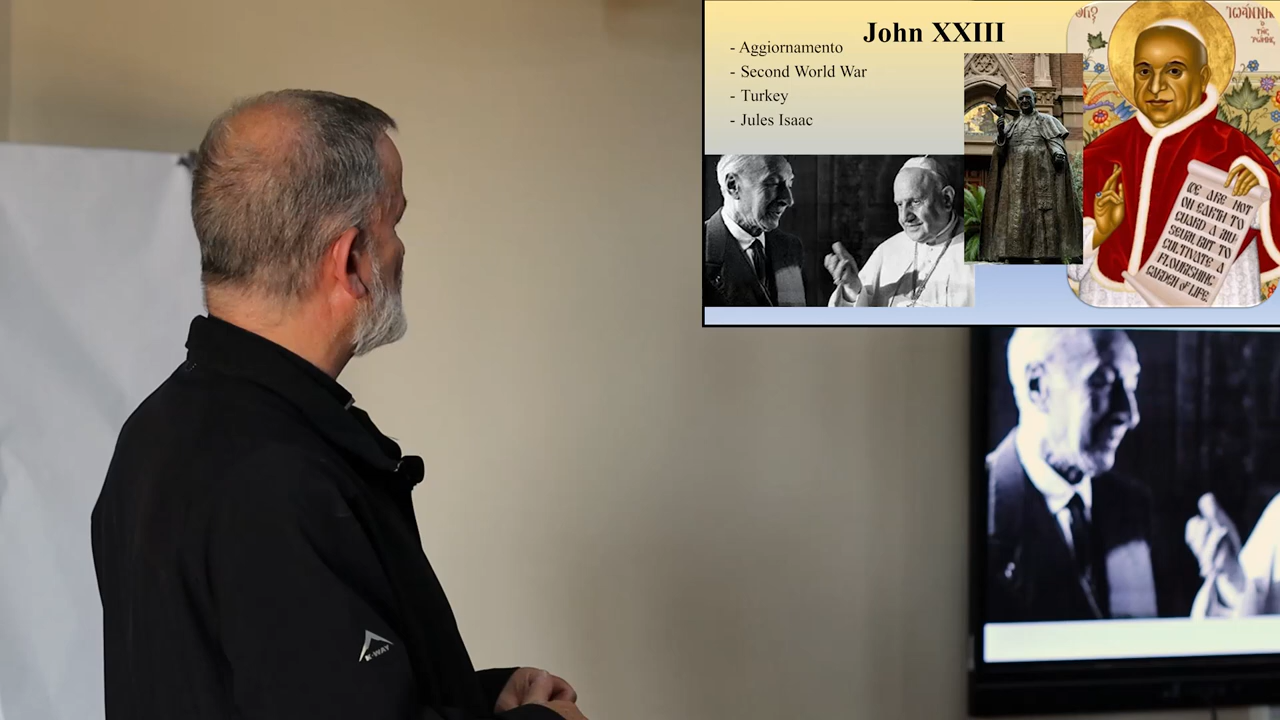 John XXIII
- Aggiornamento
- Second World War
- Turkey
- Jules Isaac
ἸΩΆΝΝΗ
WE ARE NOT
ON EARTH TO
GUARD A MU
SEUM BUT TO
CULTIVATE A
FLOURISHING
GARDEN OF LIFE.
K-WAY